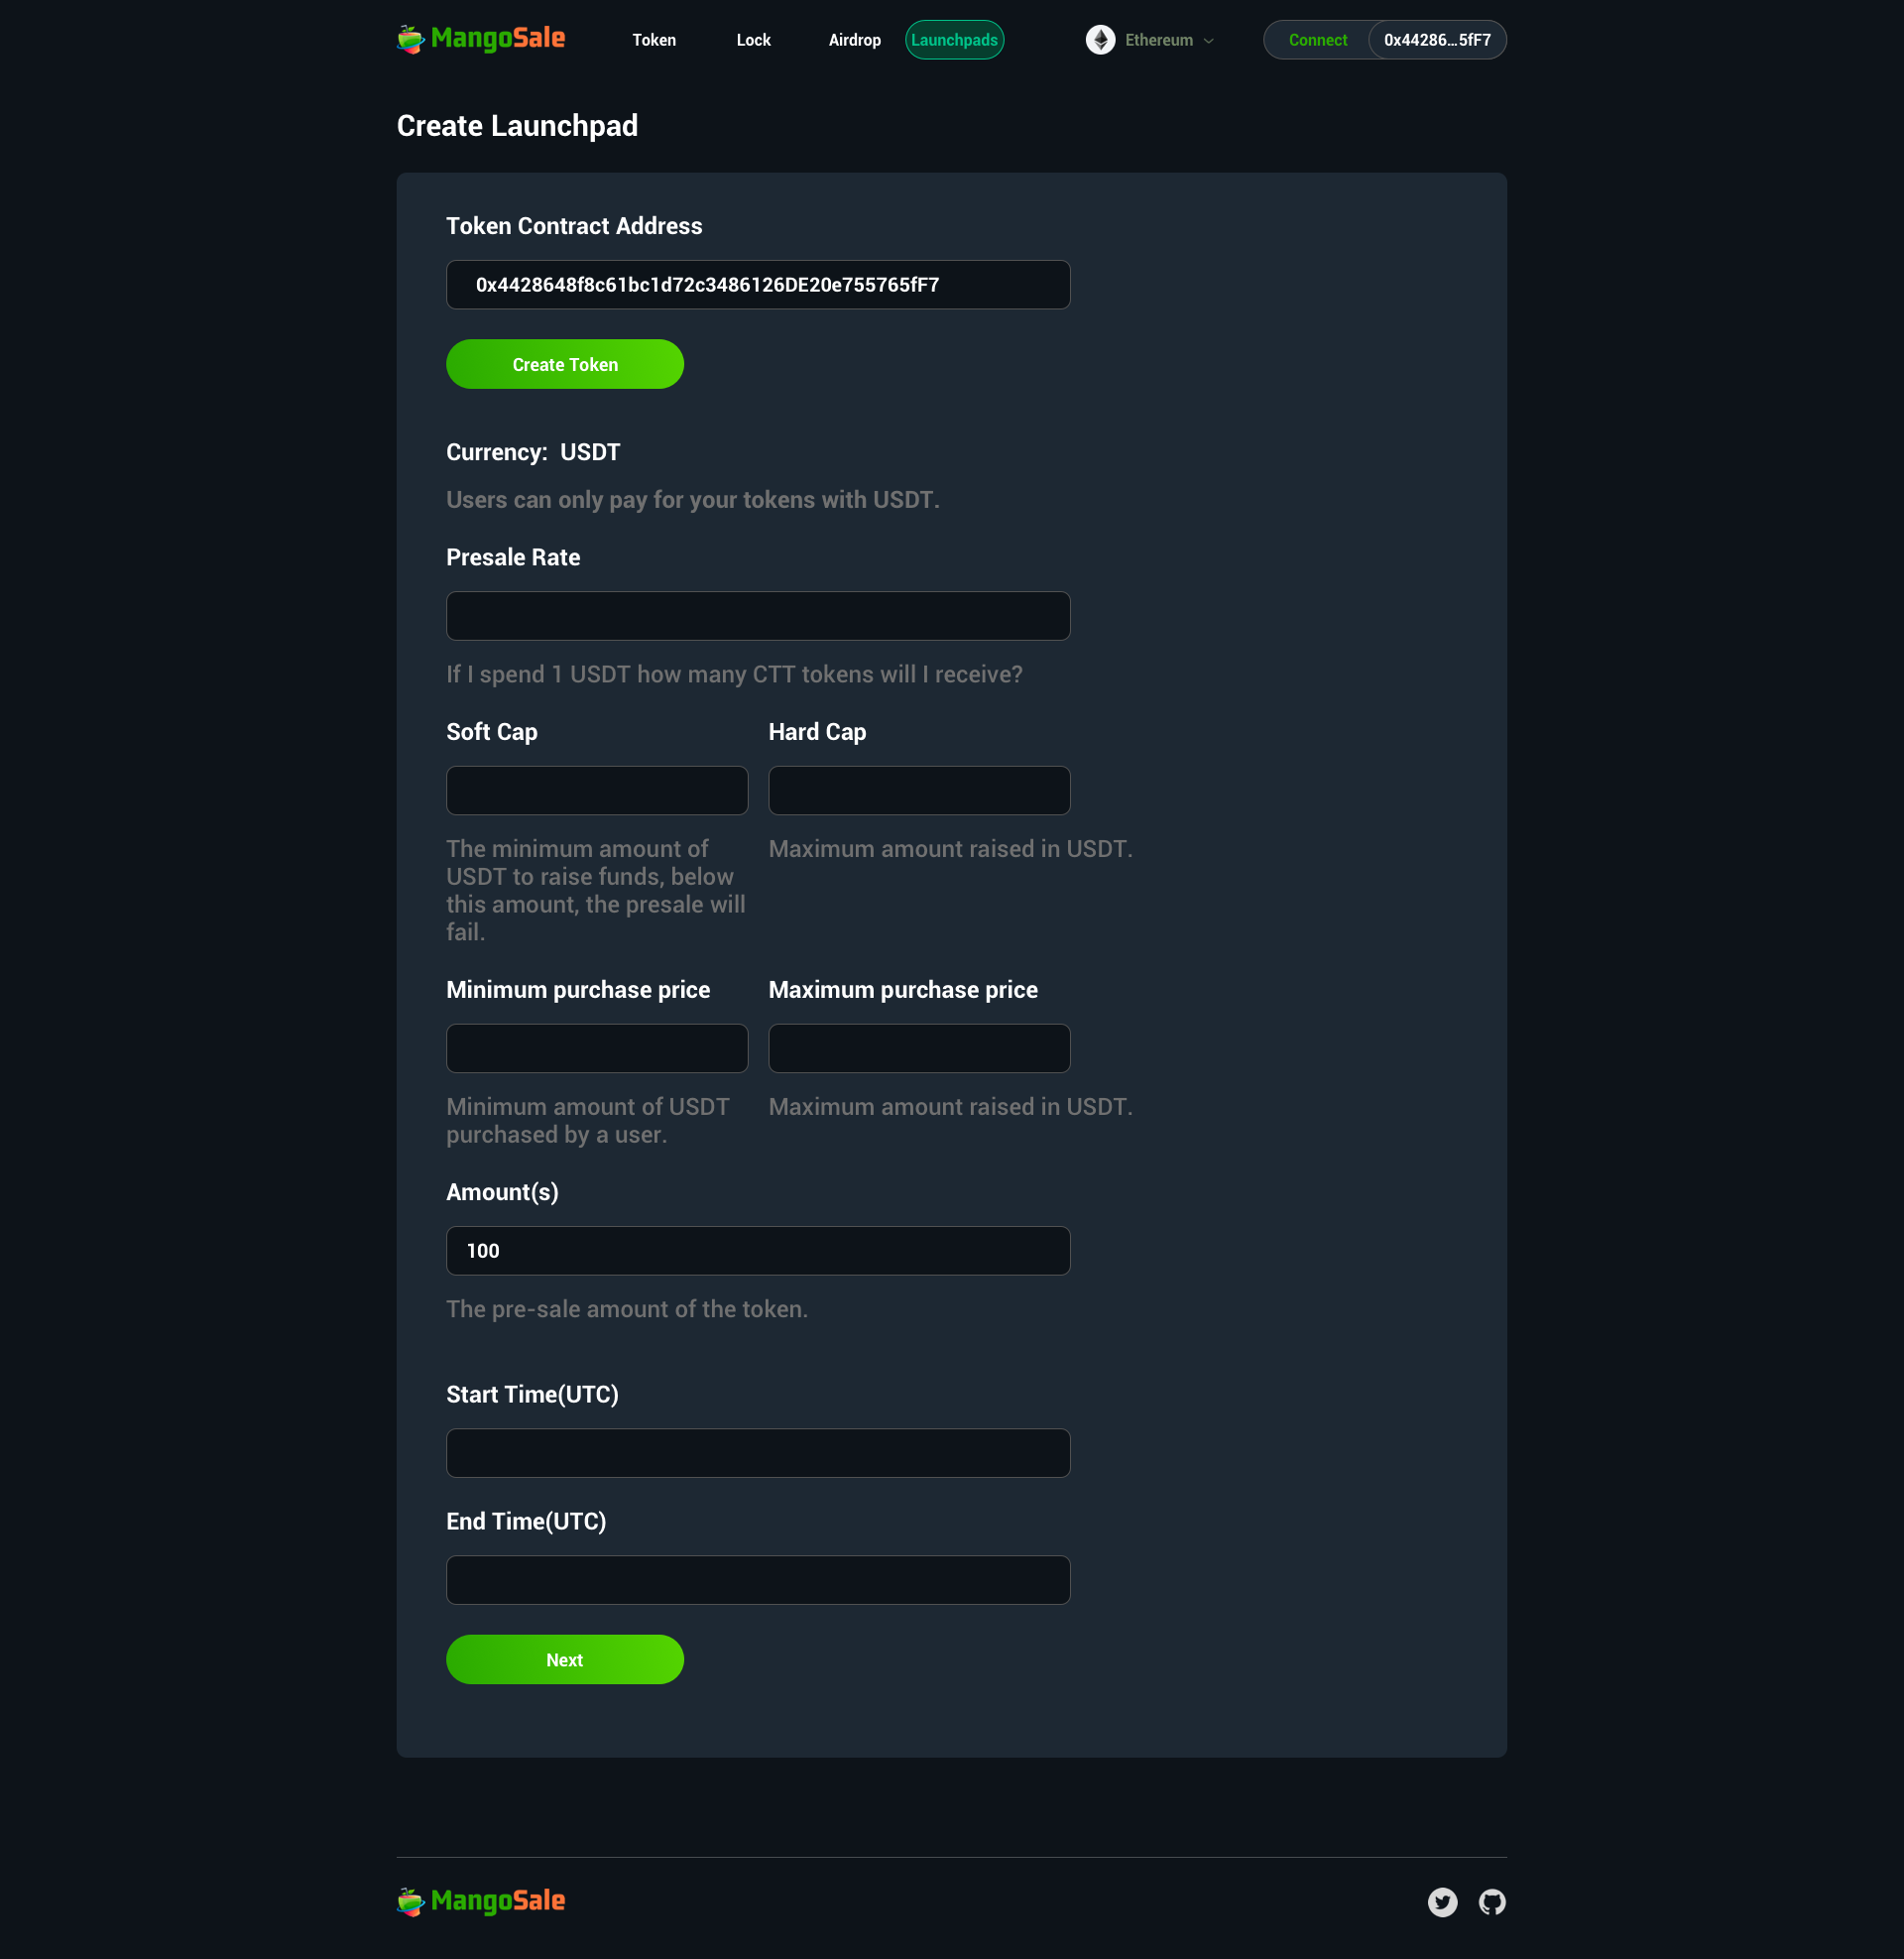 MangoSale
Token Lock Airdrop Launchpads Ethereum Connect 0x44286...5fF7
Create Launchpad
Token Contract Address
0x4428648f8c61bc1d72c3486126DE20e755765fF7
Create Token
Currency: USDT
Users can only pay for your tokens with USDT.
Presale Rate
If I spend 1 USDT how many CTT tokens will I receive?
Soft Cap
The minimum amount of
USDT to raise funds, below
this amount, the presale will
fail.
Hard Cap
Maximum amount raised in USDT.
Minimum purchase price
Minimum amount of USDT
purchased by a user.
Maximum purchase price
Maximum amount raised in USDT.
Amount(s)
100
The pre-sale amount of the token.
Start Time(UTC)
End Time(UTC)
Next
MangoSale